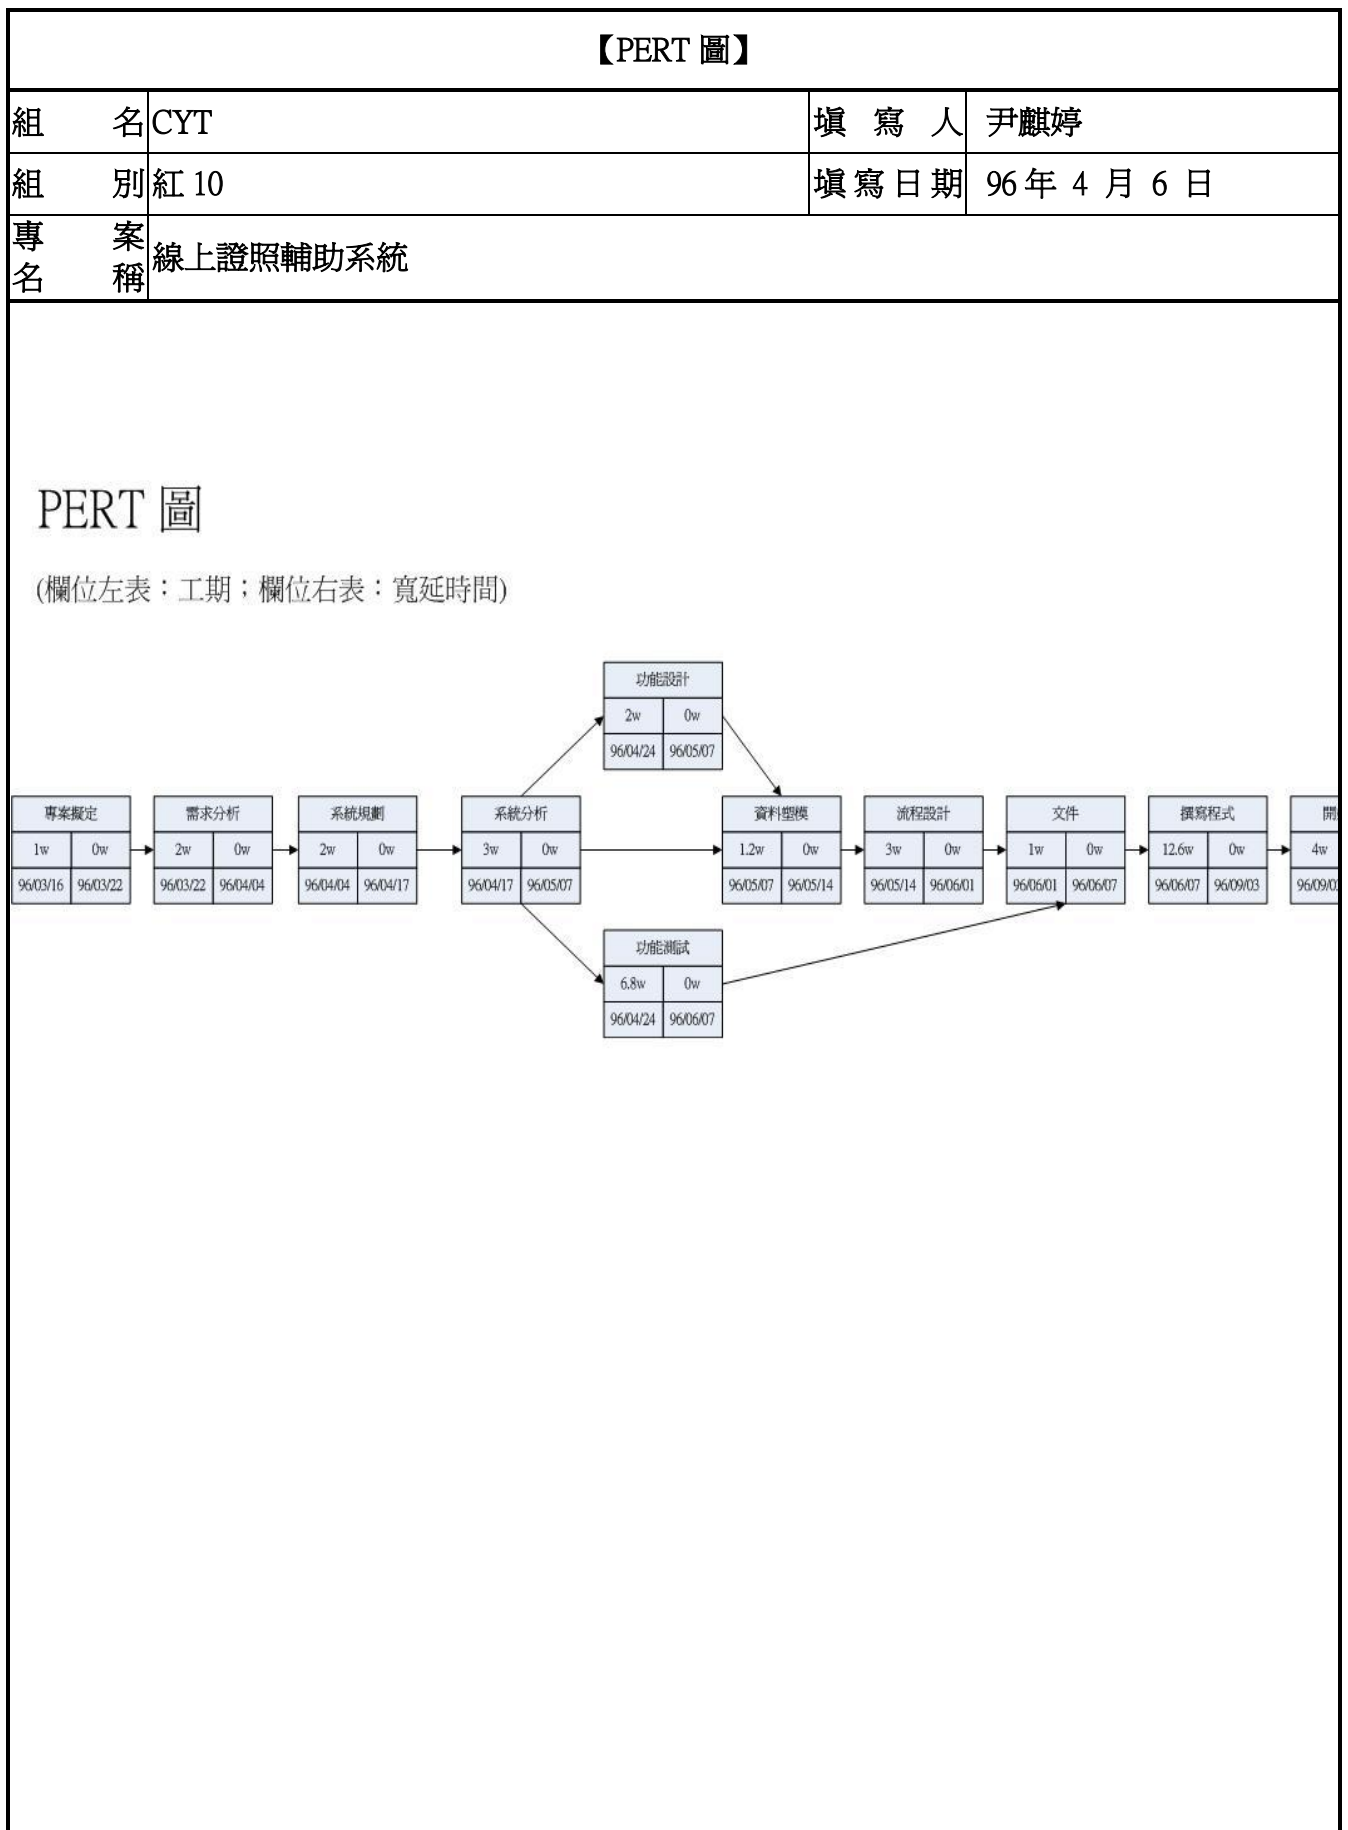 【PERT 圖】
組 名 CYT 填 寫 人 尹麒婷
組 別 紅 10 填寫日期 96 年 4 月 6 日
專 案
名 稱 線上證照輔助系統
PERT 圖
(欄位左表：工期；欄位右表：寬延時間)
功能設計
2w 0w
96/04/24 96/05/07
專案擬定 需求分析 系統規劃 系統分析 資料塑模 流程設計 文件 撰寫程式
1w 0w 2w 0w 2w 0w 3w 0w 1.2w 0w 3w 0w 1w 0w 12.6w 0w 4w
96/03/16 96/03/22 96/03/22 96/04/04 96/04/04 96/04/17 96/04/17 96/05/07 96/05/07 96/05/14 96/05/14 96/06/01 96/06/01 96/06/07 96/06/07 96/09/03
功能測試
6.8w 0w
96/04/24 96/06/07